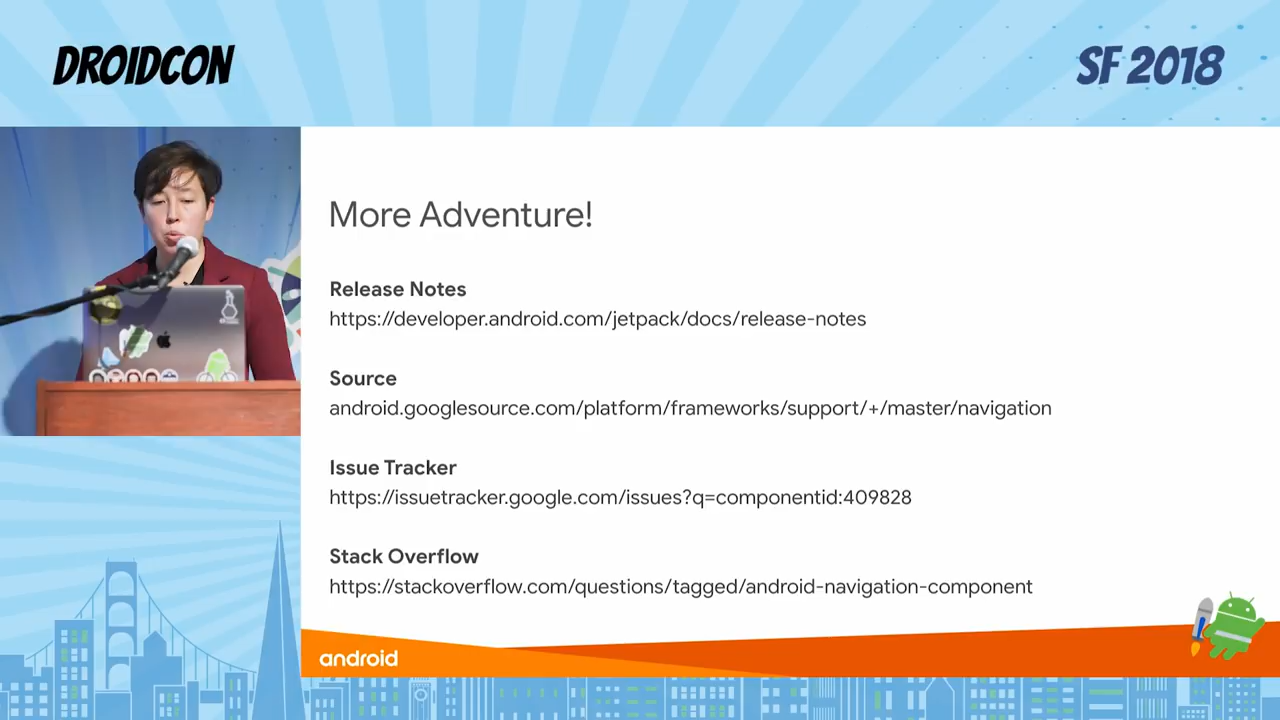 DROIDCON
SF 2018
More Adventure!
Release Notes
https://developer.android.com/jetpack/docs/release-notes
Source
android.googlesource.com/platform/frameworks/support/+/master/navigation
Issue Tracker
https://issuetracker.google.com/issues?q=componentid:409828
Stack Overflow
https://stackoverflow.com/questions/tagged/android-navigation-component
android